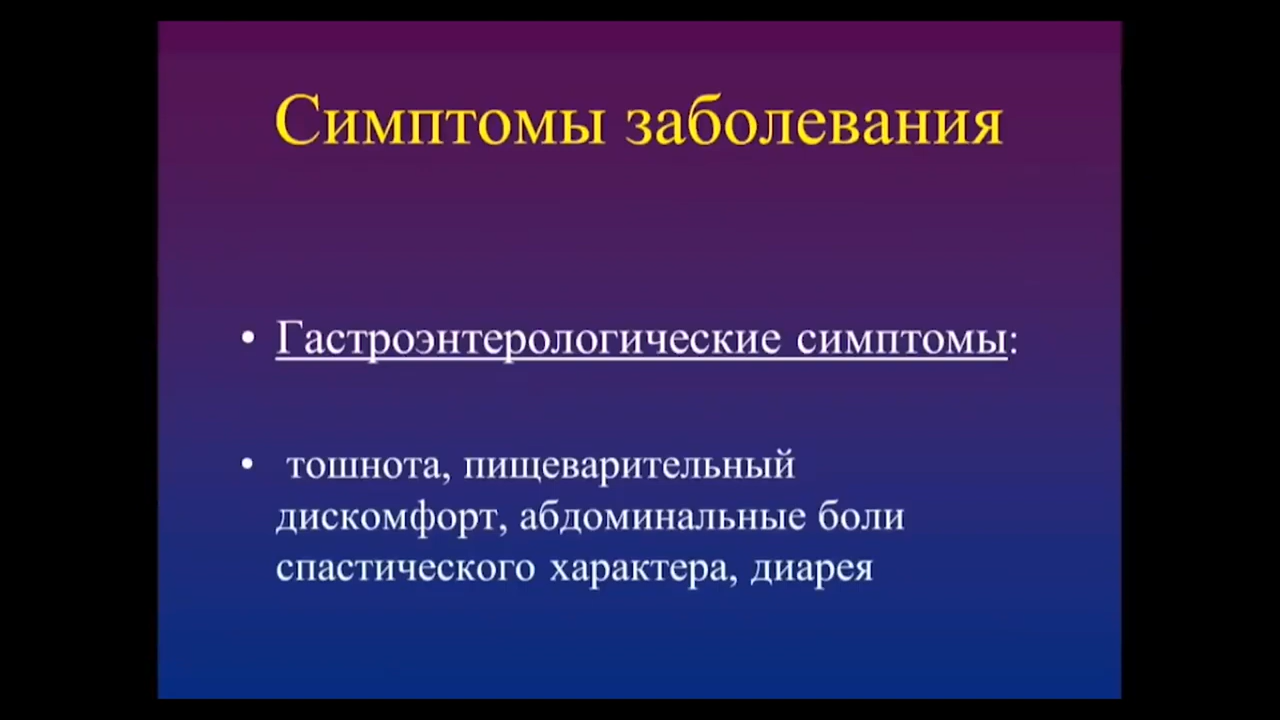 Симптомы заболевания
• Гастроэнтерологические симптомы:
• тошнота, пищеварительный
дискомфорт, абдоминальные боли
спастического характера, диарея